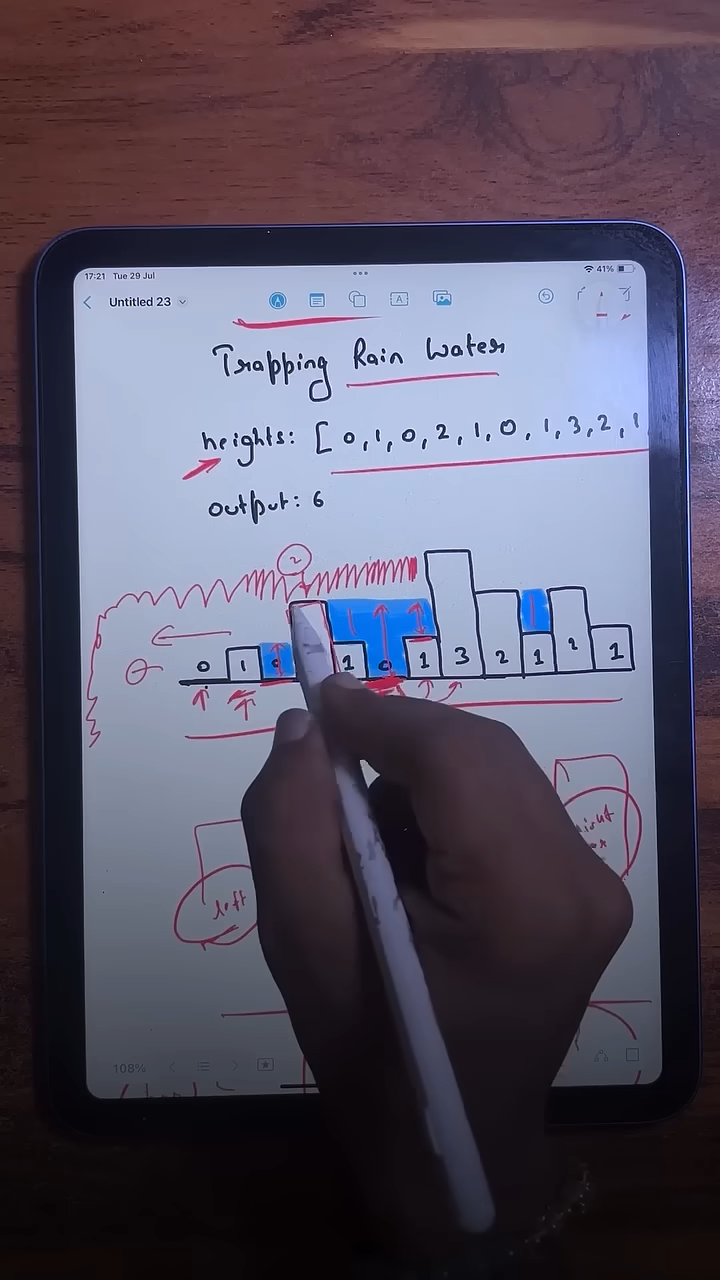 17:21 Tue 29 Jul 41%
Untitled 23
A
Trapping Rain Water
heights: [ 0, 1, 0, 2, 1, 0, 1, 3, 2, 1
output: 6
2
0 1 1 0 1 3 2 1 2 1
left
108%